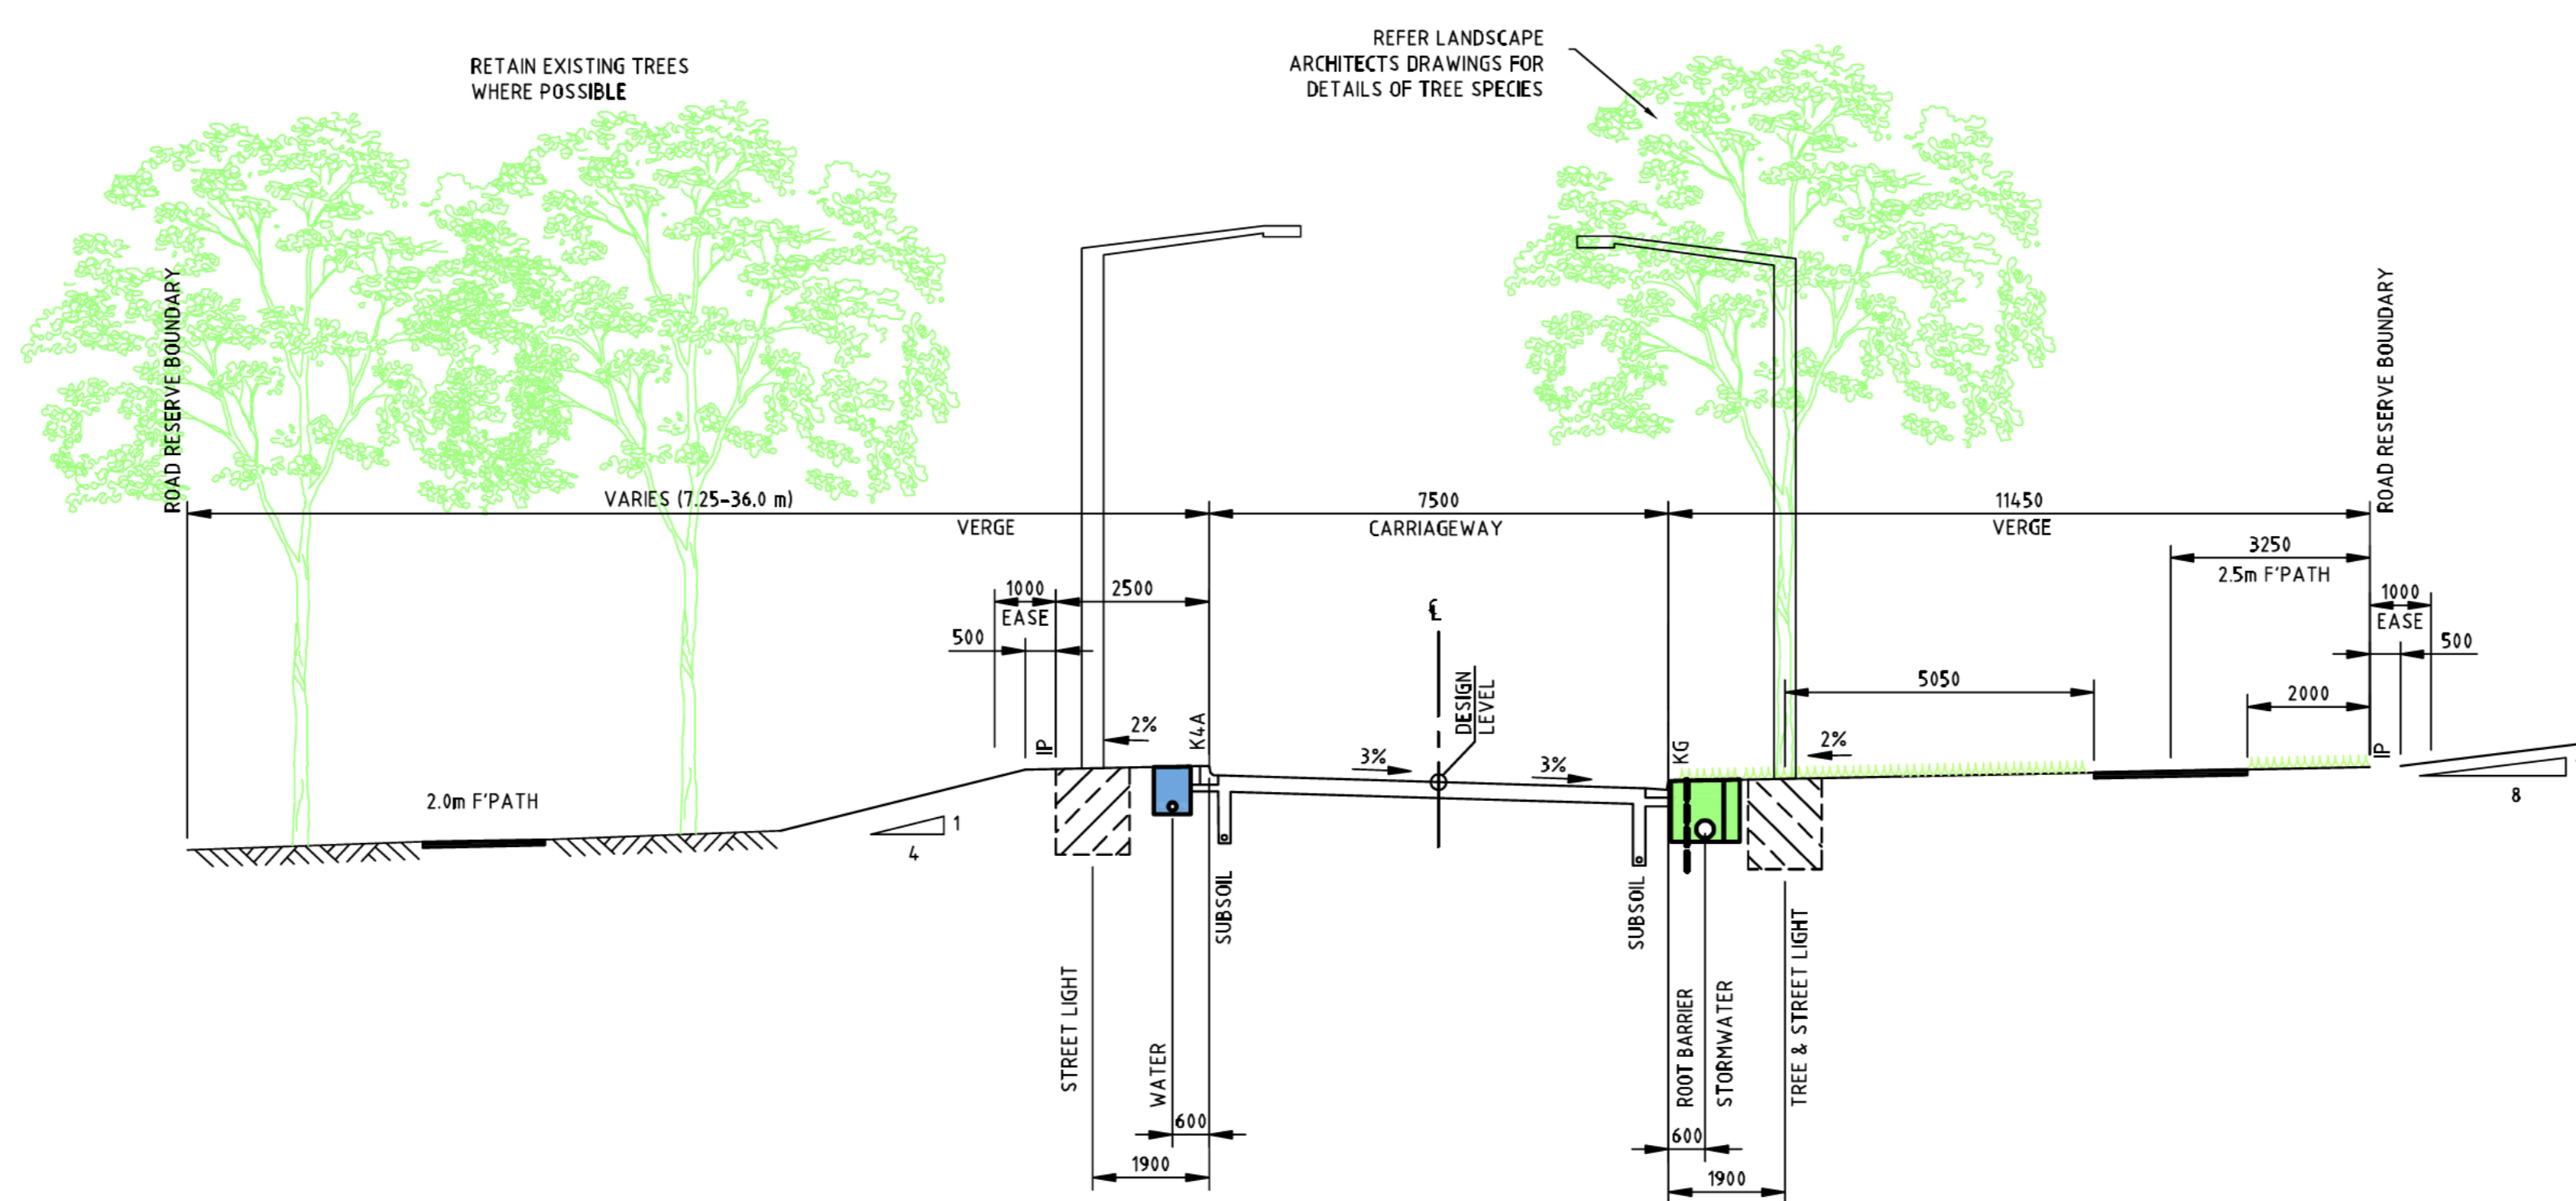 RETAIN EXISTING TREES
WHERE POSSIBLE
REFER LANDSCAPE
ARCHITECTS DRAWINGS FOR
DETAILS OF TREE SPECIES
ROAD RESERVE BOUNDARY
ROAD RESERVE BOUNDARY
VARIES (7.25-36.0 m)
VERGE
7500
CARRIAGEWAY
11450
VERGE
3250
2.5m F'PATH
1000
EASE
2500
500
1000
EASE
500
5050
2000
IP
2%
K4A
3%
℄
DESIGN
LEVEL
3%
KG
2%
IP
2.0m F'PATH
1
4
8
SUBSOIL
SUBSOIL
STREET LIGHT
WATER
ROOT BARRIER
STORMWATER
TREE & STREET LIGHT
600
1900
600
1900